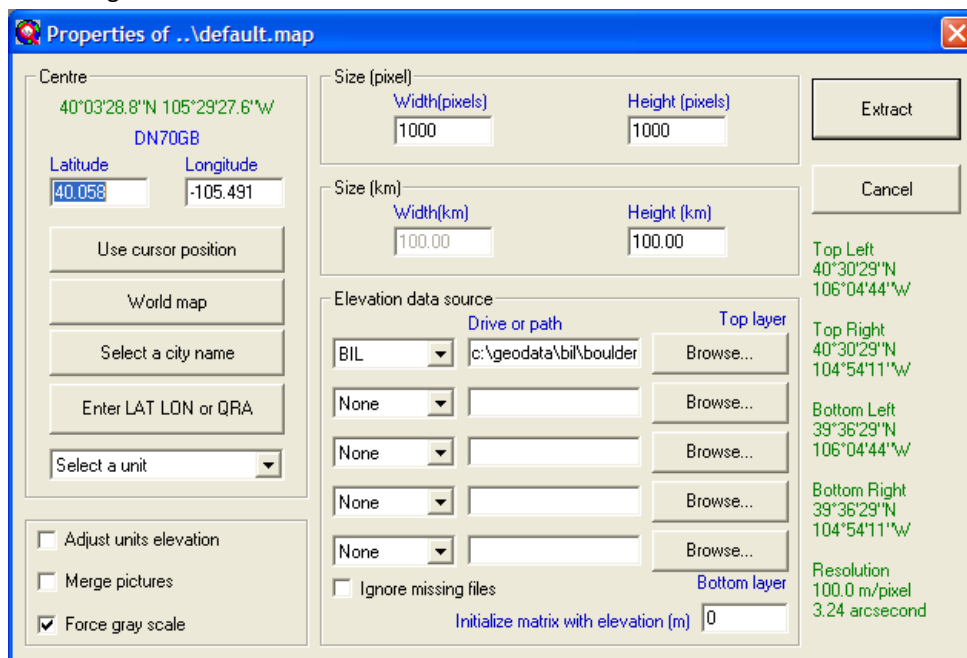 Properties of ..\default.map
Centre
40°03'28.8''N 105°29'27.6''W
DN70GB
Latitude Longitude
40.058 -105.491
Use cursor position
World map
Select a city name
Enter LAT LON or QRA
Select a unit
Adjust units elevation
Merge pictures
Force gray scale
Size (pixel)
Width(pixels) Height (pixels)
1000 1000
Size (km)
Width(km) Height (km)
100.00 100.00
Elevation data source
Drive or path Top layer
BIL c:\geodata\bil\boulder Browse...
None Browse...
None Browse...
None Browse...
None Browse...
Ignore missing files Bottom layer
Initialize matrix with elevation (m) 0
Extract
Cancel
Top Left
40°30'29''N
106°04'44''W
Top Right
40°30'29''N
104°54'11''W
Bottom Left
39°36'29''N
106°04'44''W
Bottom Right
39°36'29''N
104°54'11''W
Resolution
100.0 m/pixel
3.24 arcsecond